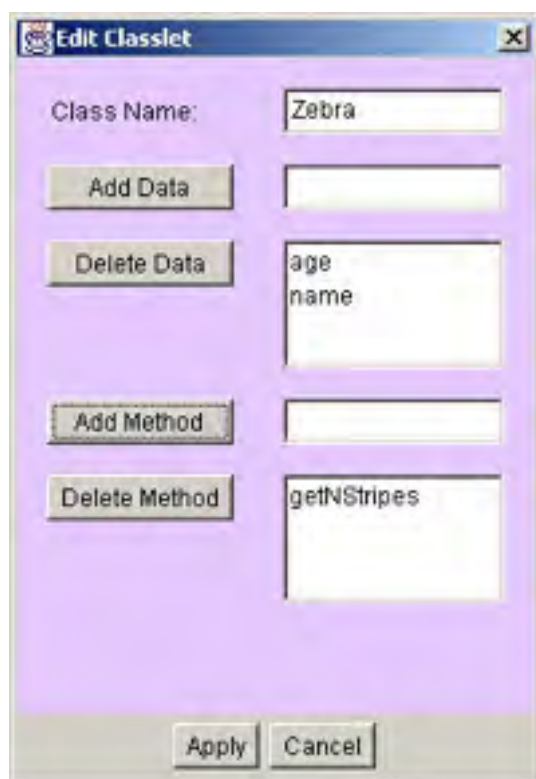 Edit Classlet
Class Name: Zebra
Add Data
Delete Data
age
name
Add Method
Delete Method
getNStripes
Apply Cancel